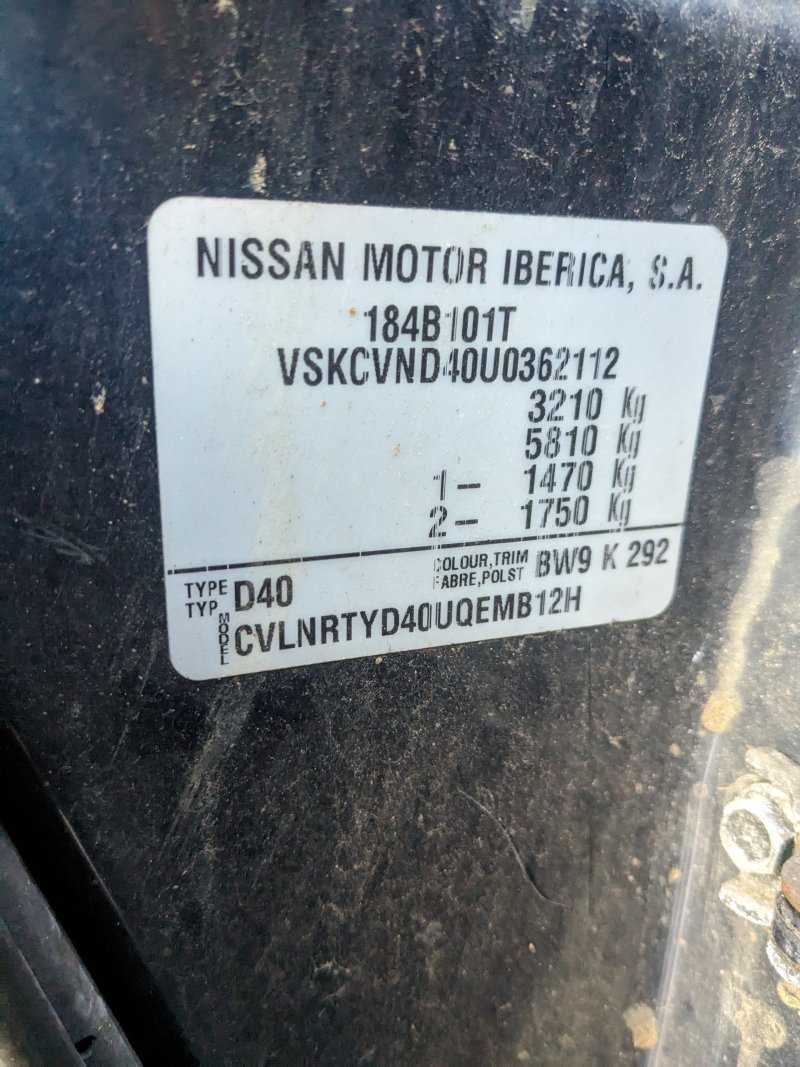 NISSAN MOTOR IBERICA, S.A.
184B101T
VSKCVND40U0362112
3210 Kg
5810 Kg
1- 1470 Kg
2- 1750 Kg
TYPE TYP. D40 COLOUR,TRIM FABRE,POLST BW9 K 292
MODEL CVLNRTYD40UQEMB12H